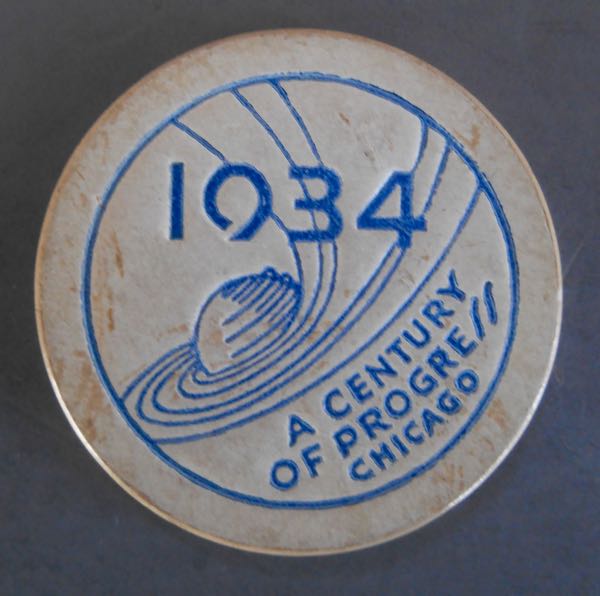 1934
A CENTURY
OF PROGRESS
CHICAGO